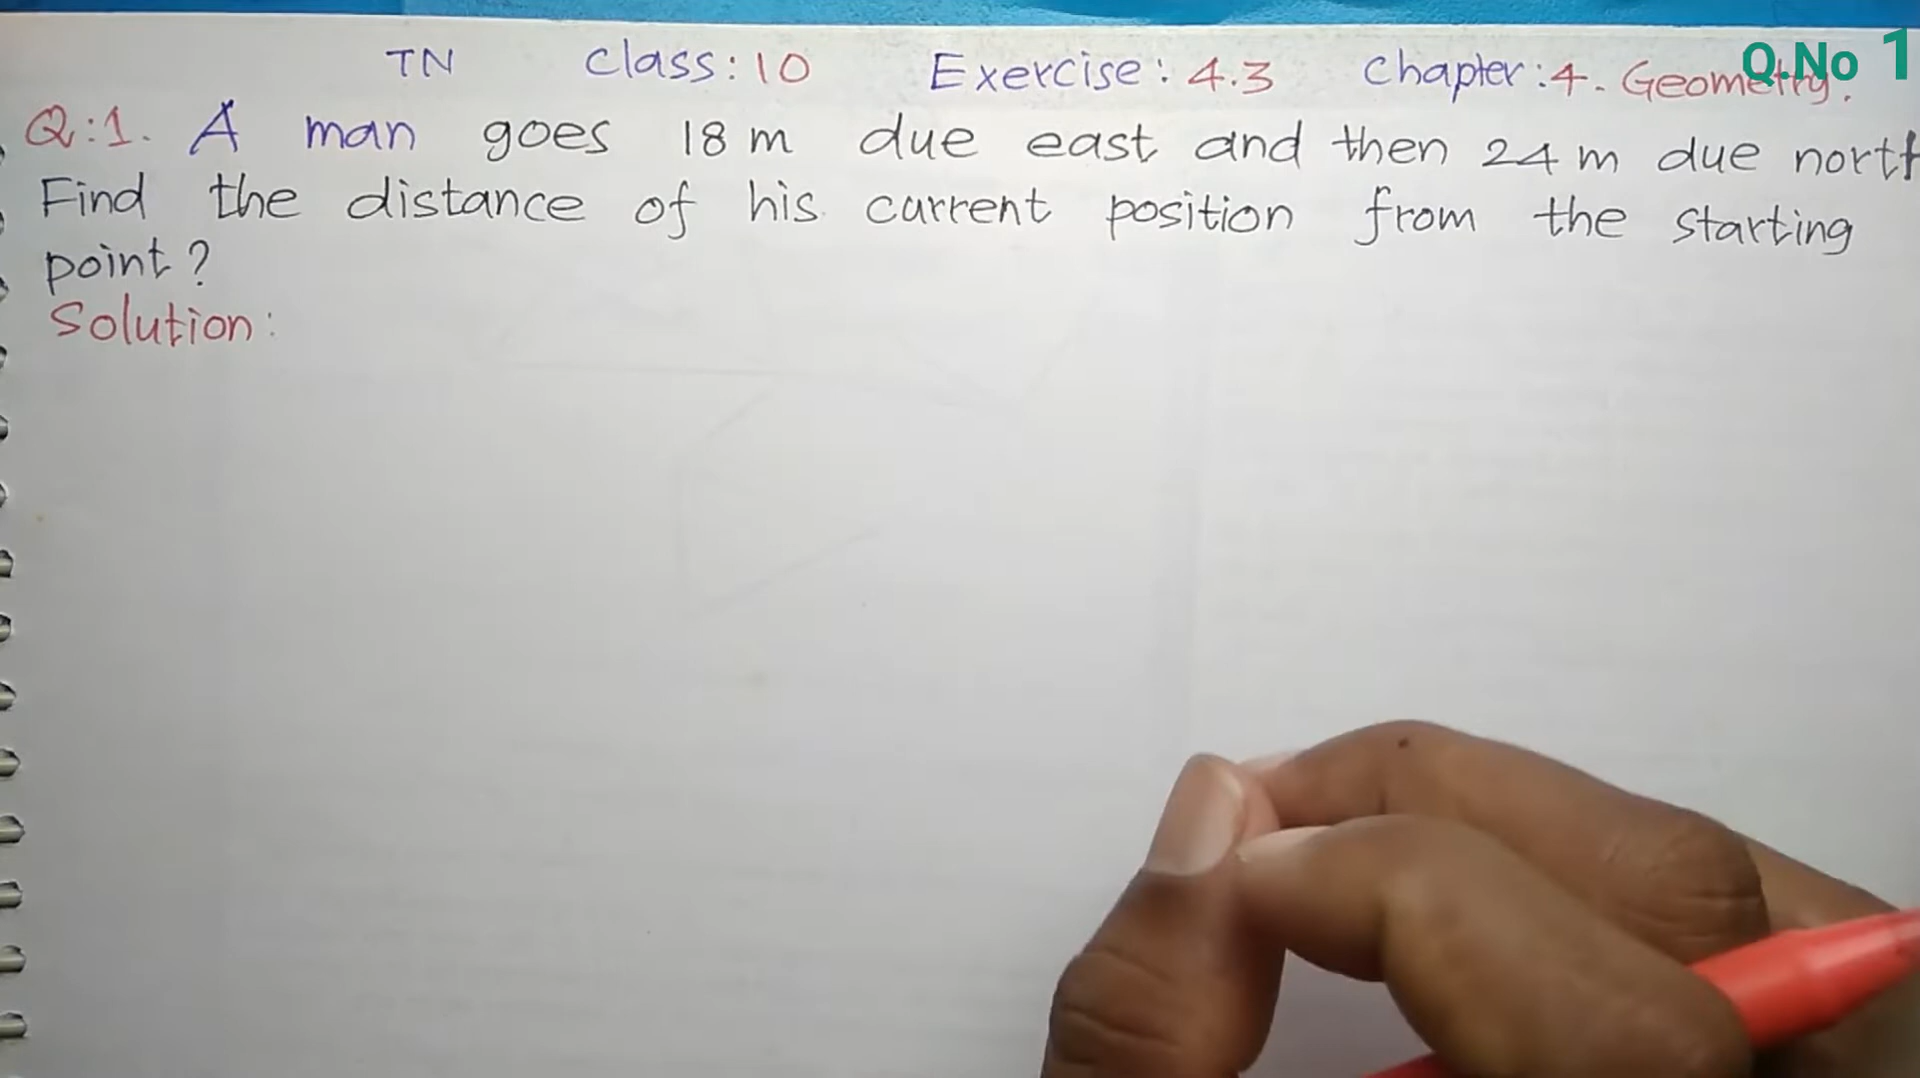 TN Class: 10 Exercise: 4.3 Chapter: 4. Geometry.
Q.No 1
Q:1. A man goes 18 m due east and then 24 m due north
Find the distance of his current position from the starting
point?
Solution: